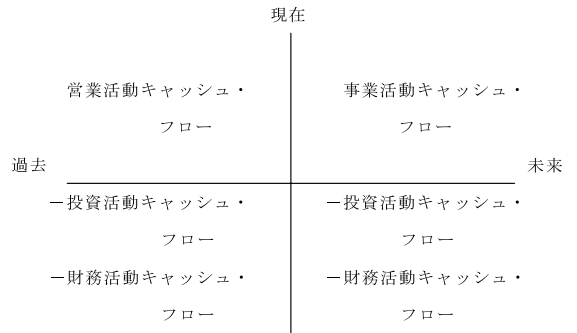 現在
営業活動キャッシュ・
フロー
事業活動キャッシュ・
フロー
過去
未来
－投資活動キャッシュ・
フロー
－財務活動キャッシュ・
フロー
－投資活動キャッシュ・
フロー
－財務活動キャッシュ・
フロー